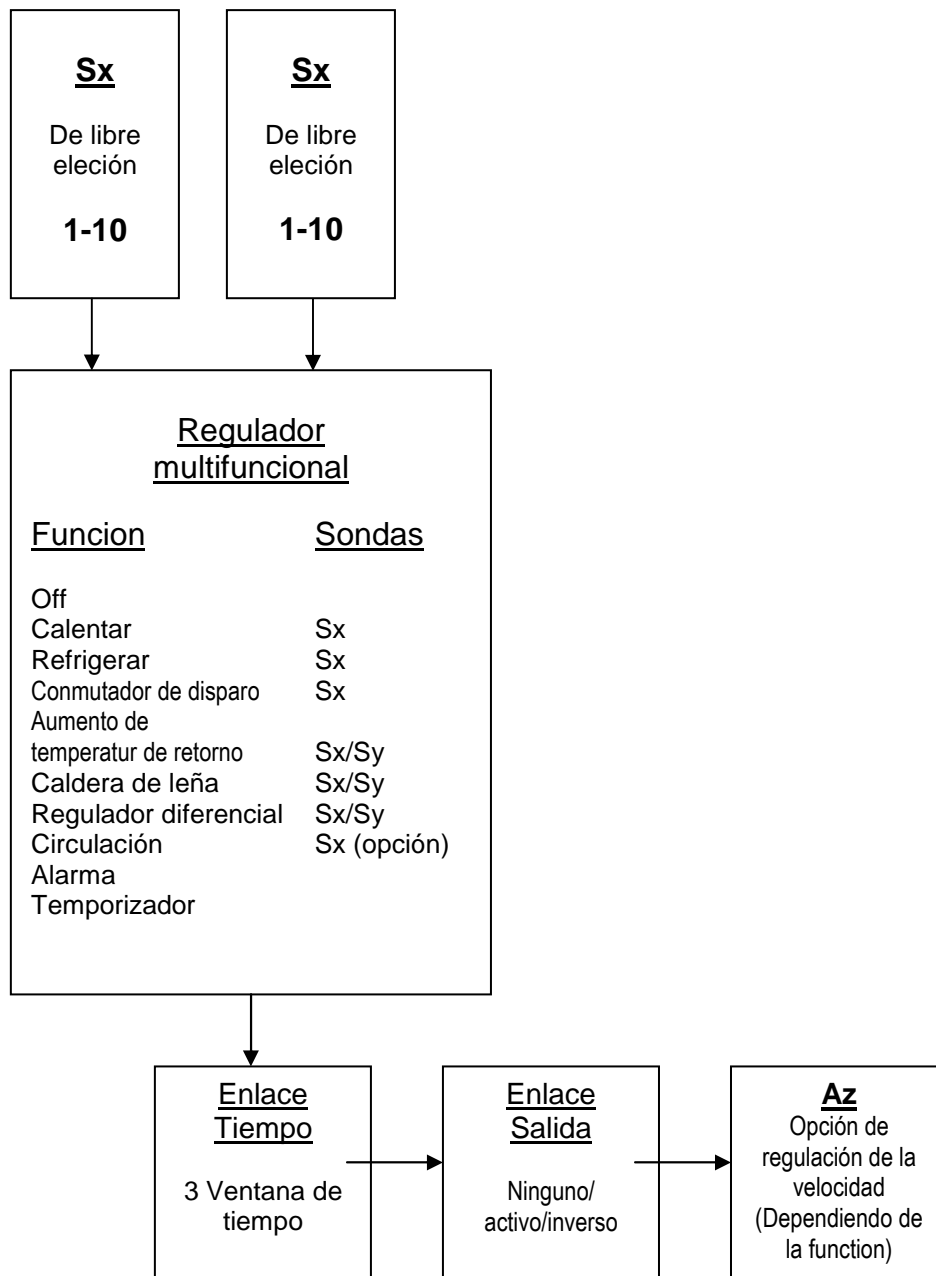 Sx
De libre
eleción
1-10
Sx
De libre
eleción
1-10
Regulador
multifuncional
Funcion Sondas
Off
Calentar Sx
Refrigerar Sx
Conmutador de disparo Sx
Aumento de
temperatur de retorno Sx/Sy
Caldera de leña Sx/Sy
Regulador diferencial Sx/Sy
Circulación Sx (opción)
Alarma
Temporizador
Enlace
Tiempo
3 Ventana de
tiempo
Enlace
Salida
Ninguno/
activo/inverso
Az
Opción de
regulación de la
velocidad
(Dependiendo de
la function)